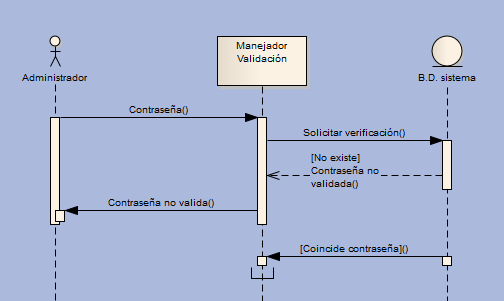 Manejador
Validación
Administrador
B.D. sistema
Contraseña()
Solicitar verificación()
[No existe]
Contraseña no
validada()
Contraseña no valida()
[Coincide contraseña]()